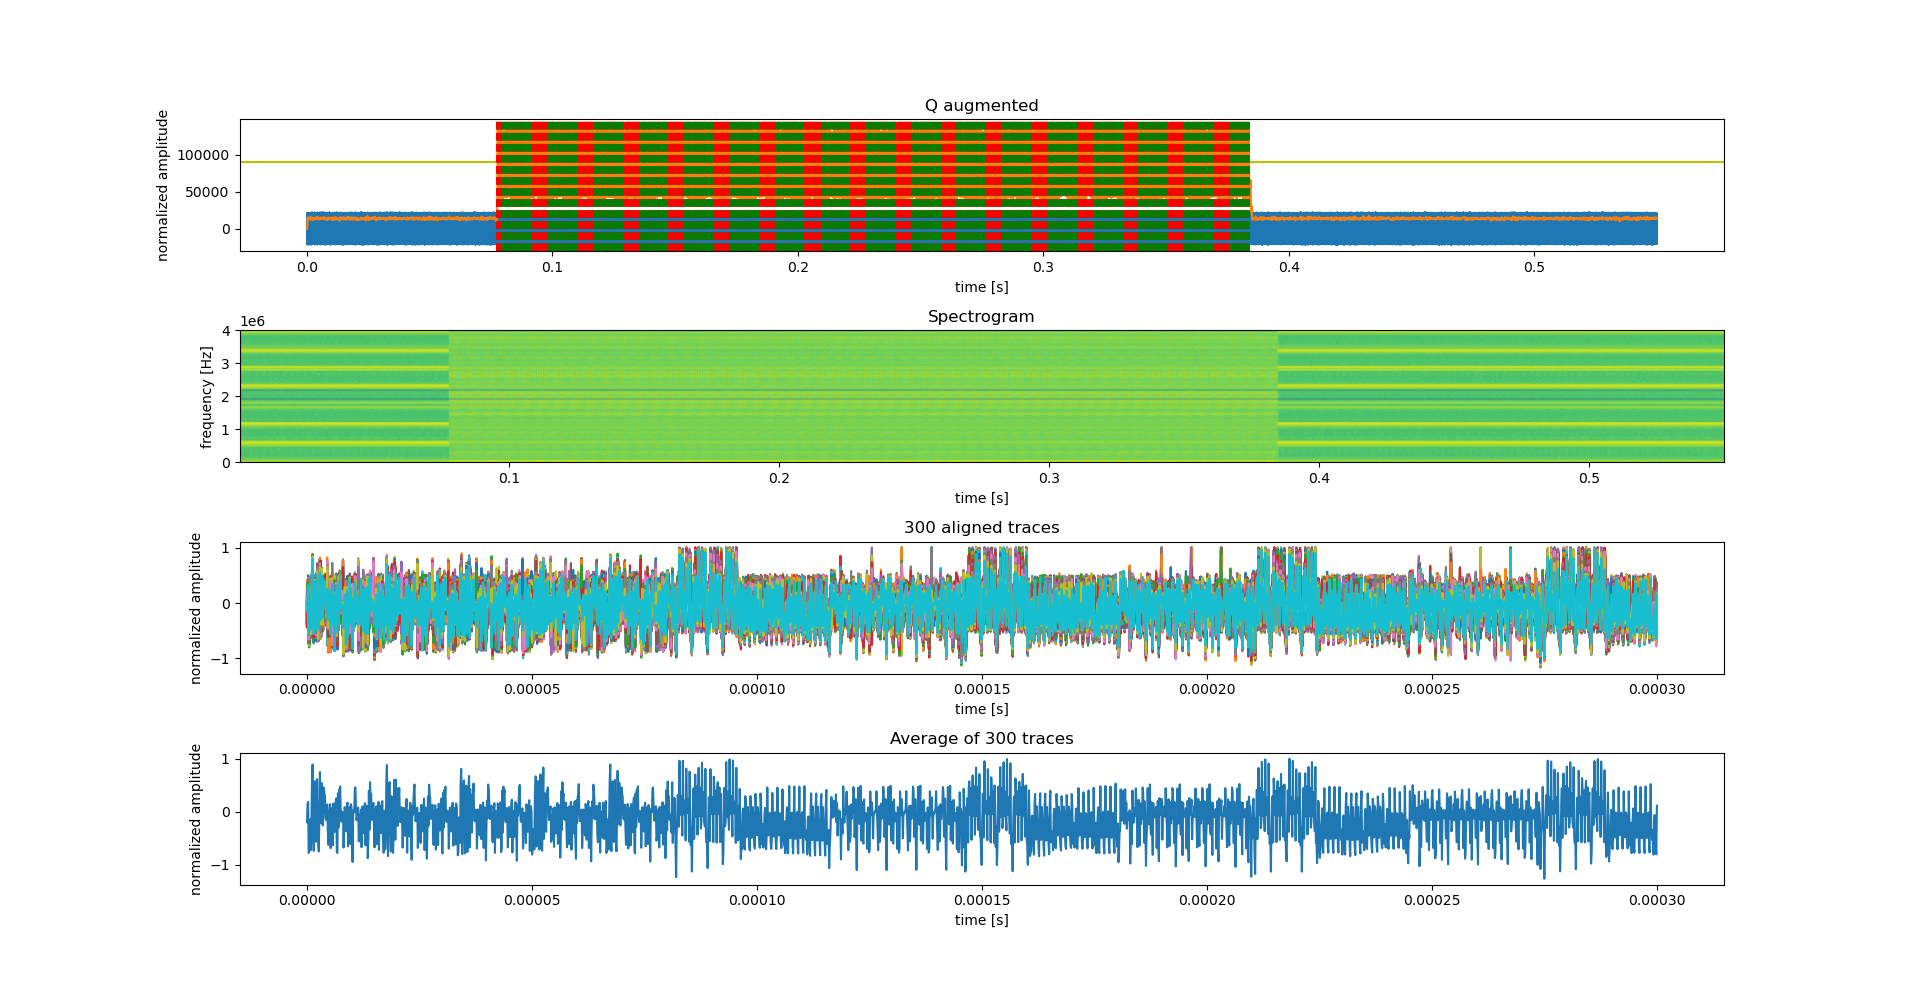 Q augmented
normalized amplitude
100000
50000
0
0.0 0.1 0.2 0.3 0.4 0.5
time [s]
Spectrogram
1e6
frequency [Hz]
4
3
2
1
0
0.1 0.2 0.3 0.4 0.5
time [s]
300 aligned traces
normalized amplitude
1
0
−1
0.00000 0.00005 0.00010 0.00015 0.00020 0.00025 0.00030
time [s]
Average of 300 traces
normalized amplitude
1
0
−1
0.00000 0.00005 0.00010 0.00015 0.00020 0.00025 0.00030
time [s]